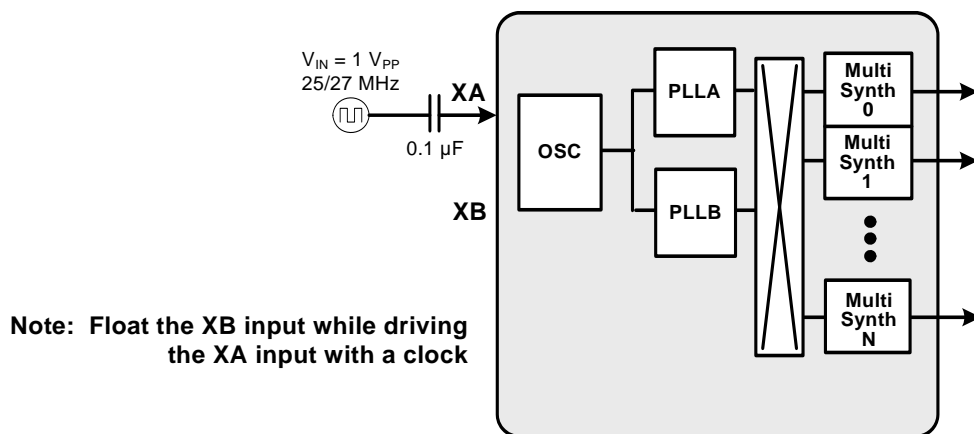 V_IN = 1 V_PP
25/27 MHz
XA
0.1 µF
XB
OSC
PLLA
PLLB
Multi
Synth
0
Multi
Synth
1
Multi
Synth
N
Note: Float the XB input while driving
the XA input with a clock